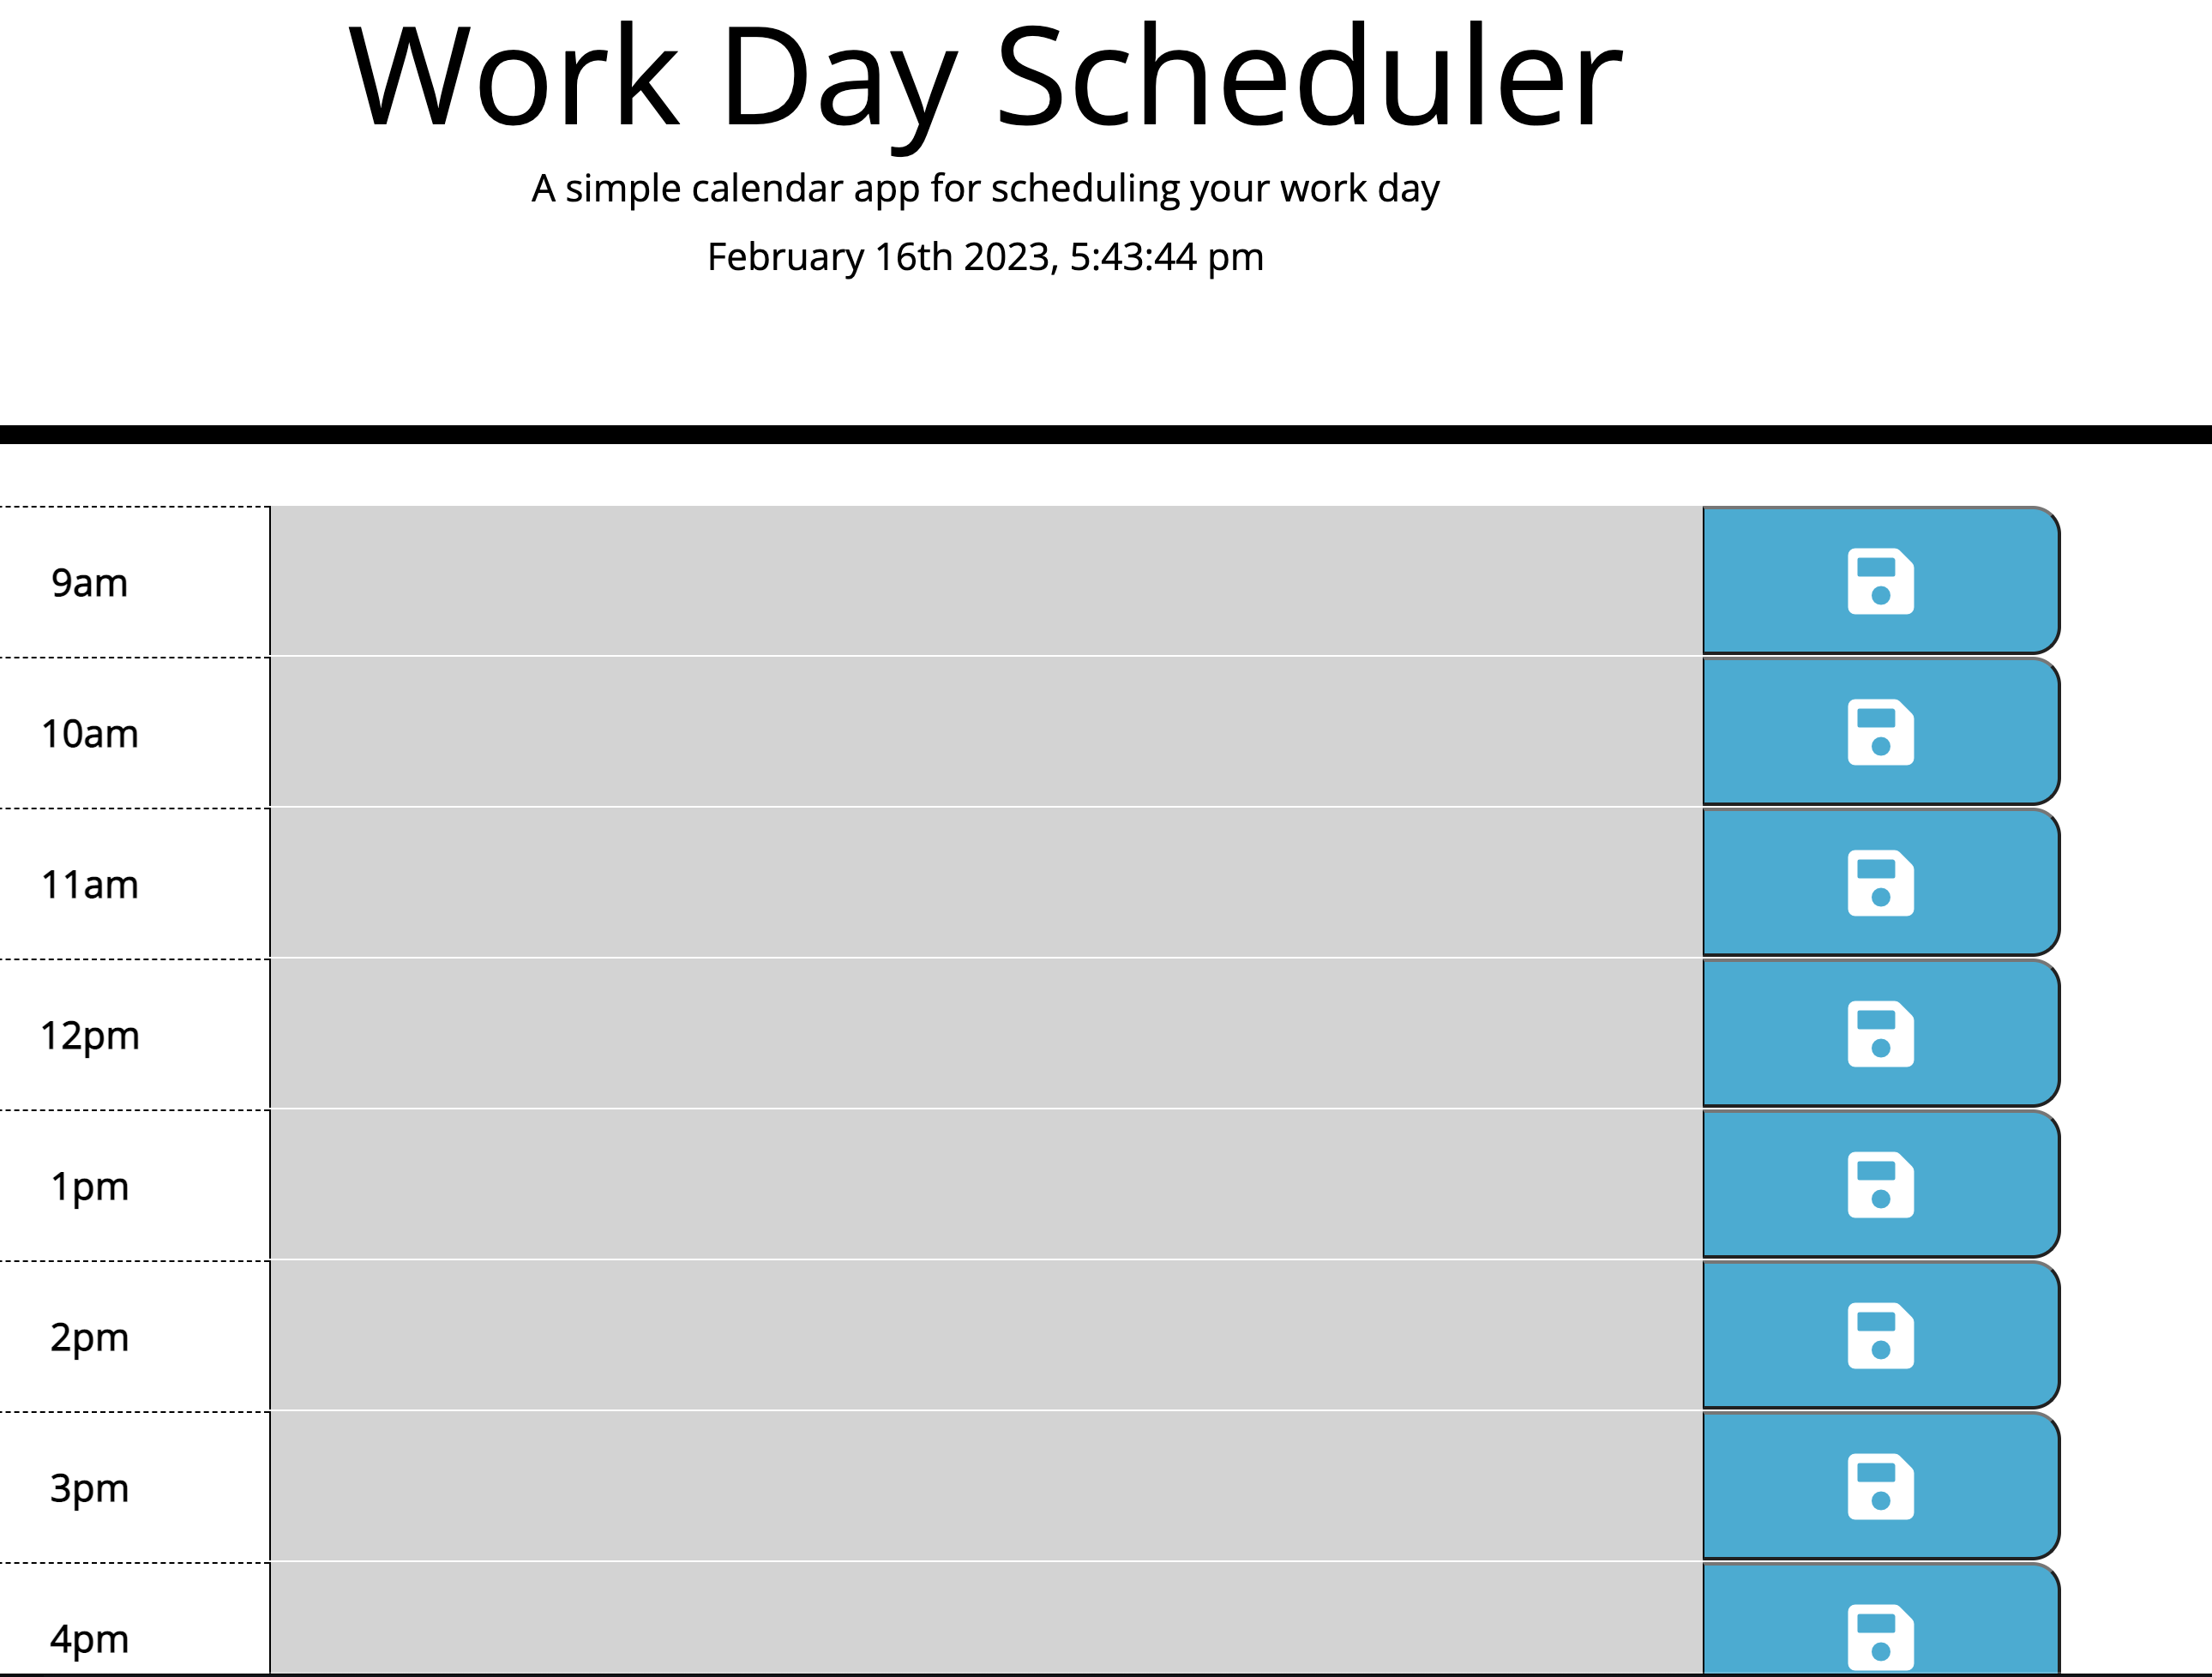 Work Day Scheduler
A simple calendar app for scheduling your work day
February 16th 2023, 5:43:44 pm
9am
10am
11am
12pm
1pm
2pm
3pm
4pm